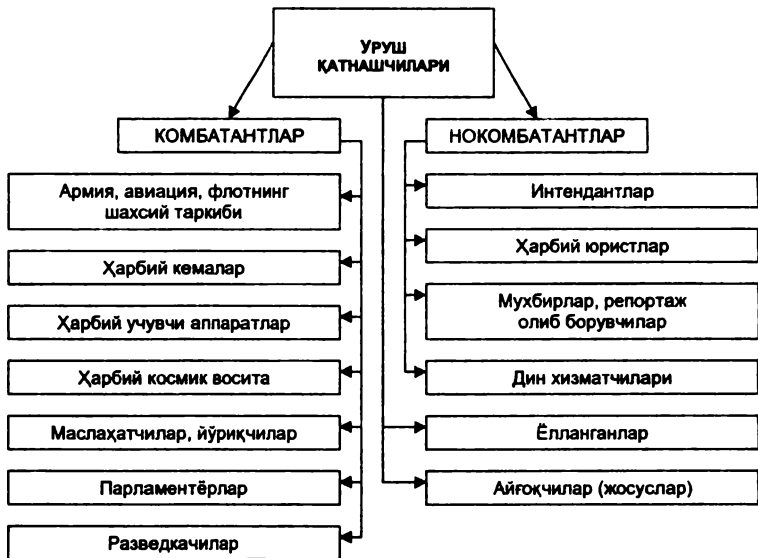 УРУШ
ҚАТНАШЧИЛАРИ
КОМБАТАНТЛАР
Армия, авиация, флотнинг
шахсий таркиби
Ҳарбий кемалар
Ҳарбий учувчи аппаратлар
Ҳарбий космик восита
Маслаҳатчилар, йўриқчилар
Парламентёрлар
Разведкачилар
НОКОМБАТАНТЛАР
Интендантлар
Ҳарбий юристлар
Мухбирлар, репортаж
олиб борувчилар
Дин хизматчилари
Ёлланганлар
Айғоқчилар (жосуслар)